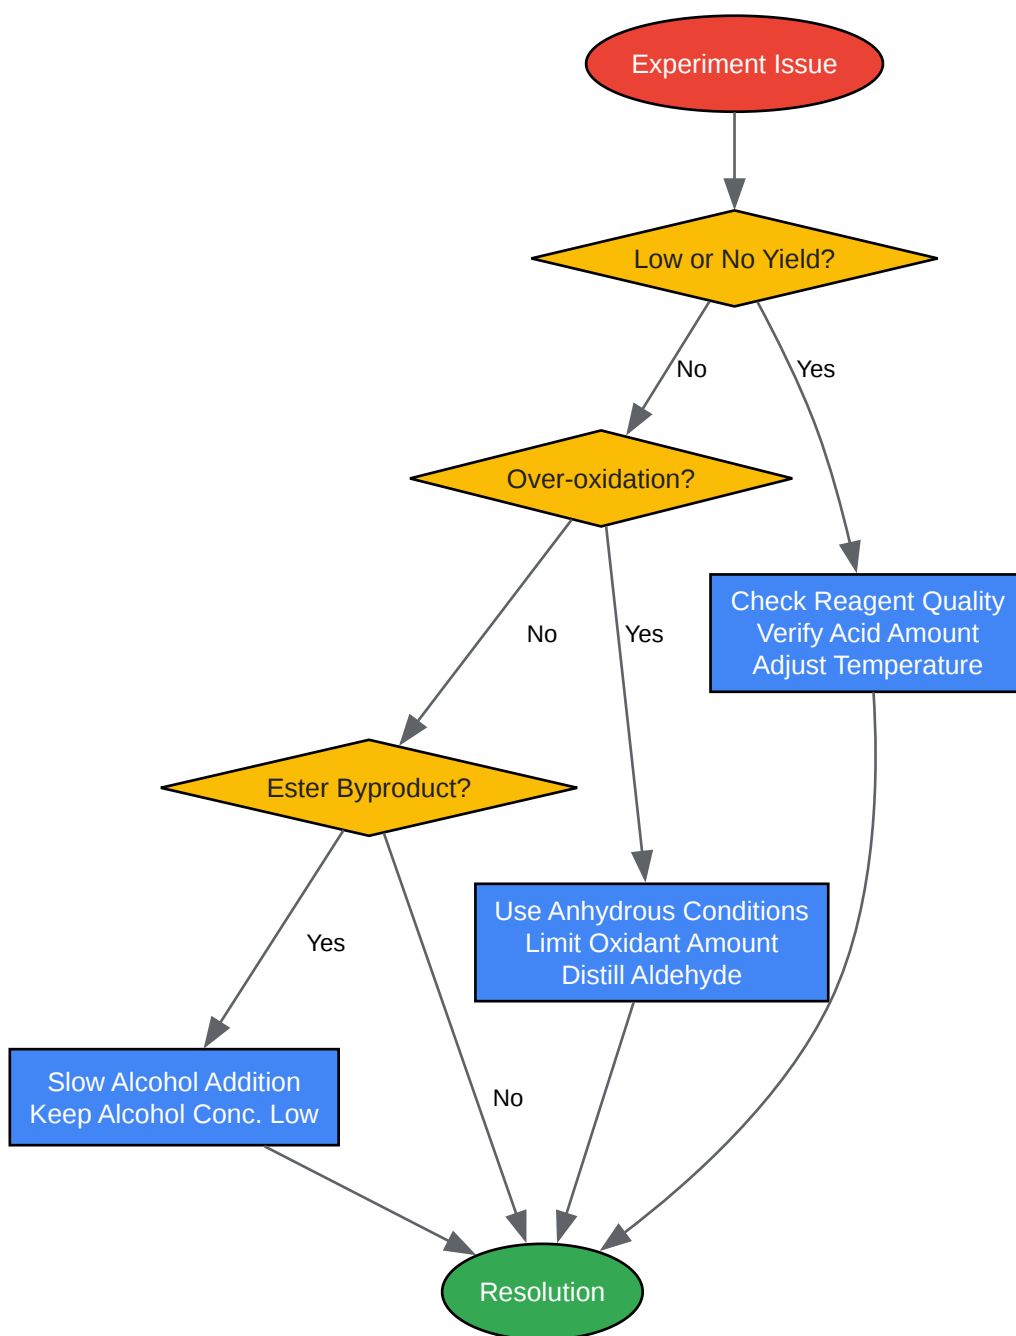 Experiment Issue
Low or No Yield?
No
Yes
Over-oxidation?
Check Reagent Quality
Verify Acid Amount
Adjust Temperature
No
Yes
Ester Byproduct?
Use Anhydrous Conditions
Limit Oxidant Amount
Distill Aldehyde
Yes
Slow Alcohol Addition
Keep Alcohol Conc. Low
No
Resolution